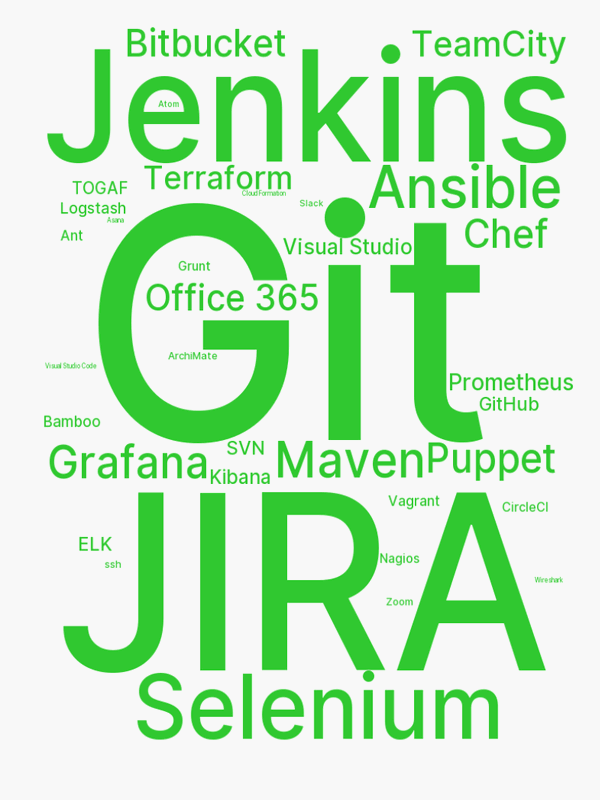 Bitbucket
TeamCity
Jenkins
Atom
Terraform
Ansible
TOGAF
CloudFormation
Slack
Logstash
Asana
Ant
Chef
Visual Studio
Git
Grunt
Office 365
ArchiMate
Visual Studio Code
Prometheus
GitHub
Bamboo
SVN
Grafana
Maven
Puppet
Kibana
JIRA
Vagrant
CircleCI
ELK
Nagios
ssh
Wireshark
Zoom
Selenium